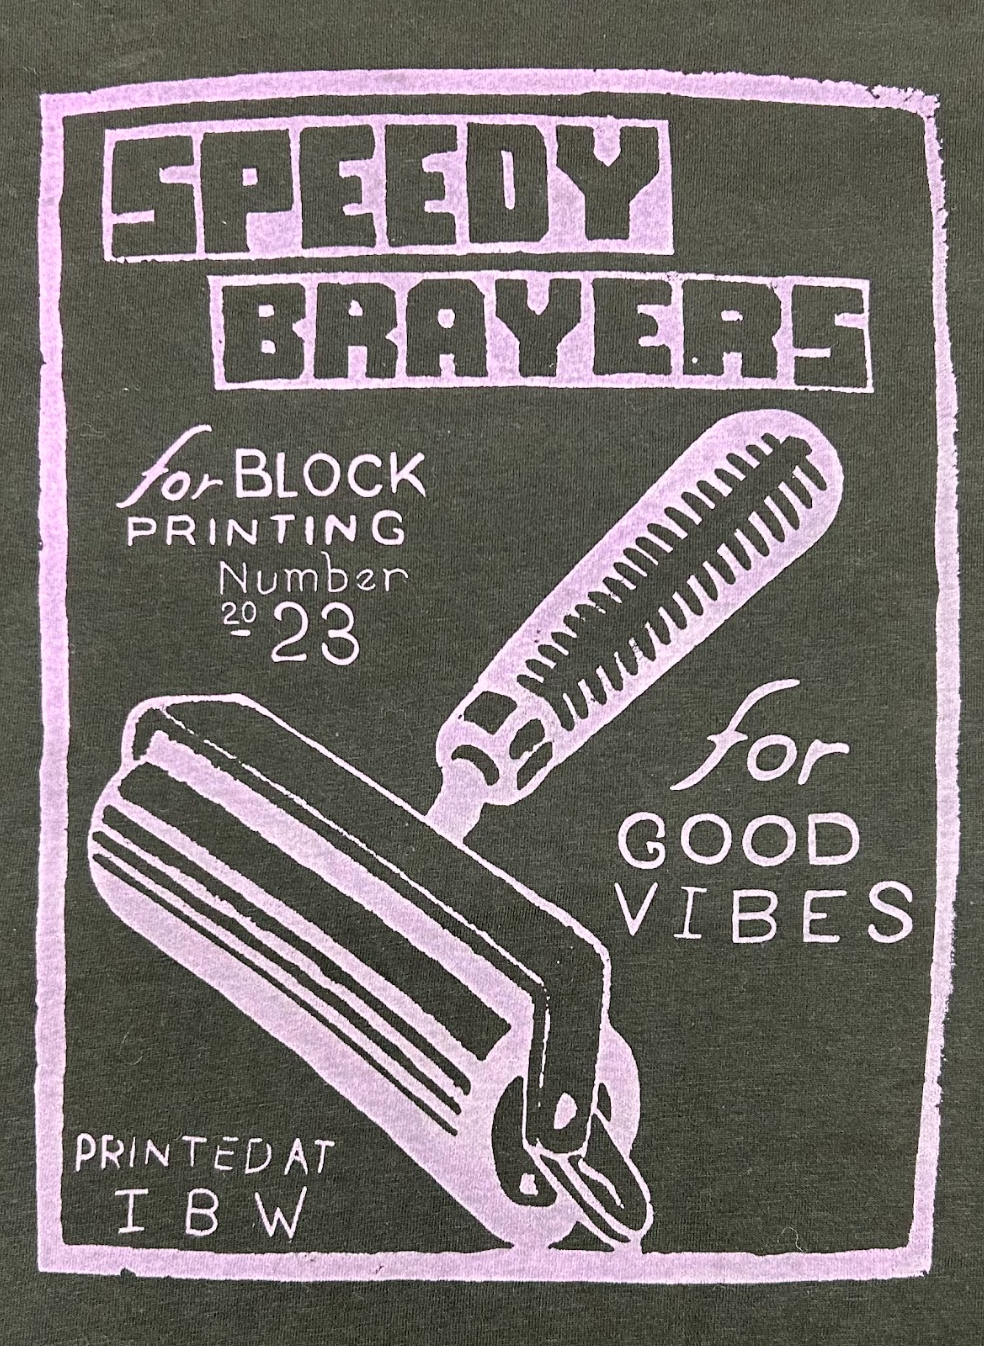 SPEEDY
BRAYERS
for BLOCK
PRINTING
Number
20 23
for
GOOD
VIBES
PRINTED AT
I B W